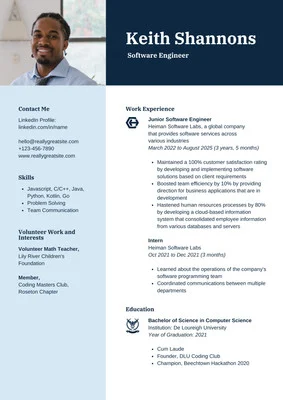 Keith Shannons
Software Engineer
Contact Me
LinkedIn Profile:
linkedin.com/in/name
hello@reallygreatsite.com
+123-456-7890
www.reallygreatsite.com
Skills
Javascript, C/C++, Java,
Python, Kotlin, Go
Problem Solving
Team Communication
Volunteer Work and
Interests
Volunteer Math Teacher,
Lily River Children's
Foundation
Member,
Coding Masters Club,
Roseton Chapter
Work Experience
Junior Software Engineer
Heiman Software Labs, a global company
that provides software services across
various industries
March 2022 to August 2025 (3 years, 5 months)
Maintained a 100% customer satisfaction rating
by developing and implementing software
solutions based on client requirements
Boosted team efficiency by 10% by providing
direction for business applications that are in
development
Hastened human resources processes by 80%
by developing a cloud-based information
system that consolidated employee information
from various databases and servers
Intern
Heiman Software Labs
Oct 2021 to Dec 2021 (3 months)
Learned about the operations of the company's
software programming team
Coordinated communications between multiple
departments
Education
Bachelor of Science in Computer Science
Institution: De Loureigh University
Year of Graduation: 2021
Cum Laude
Founder, DLU Coding Club
Champion, Beechtown Hackathon 2020